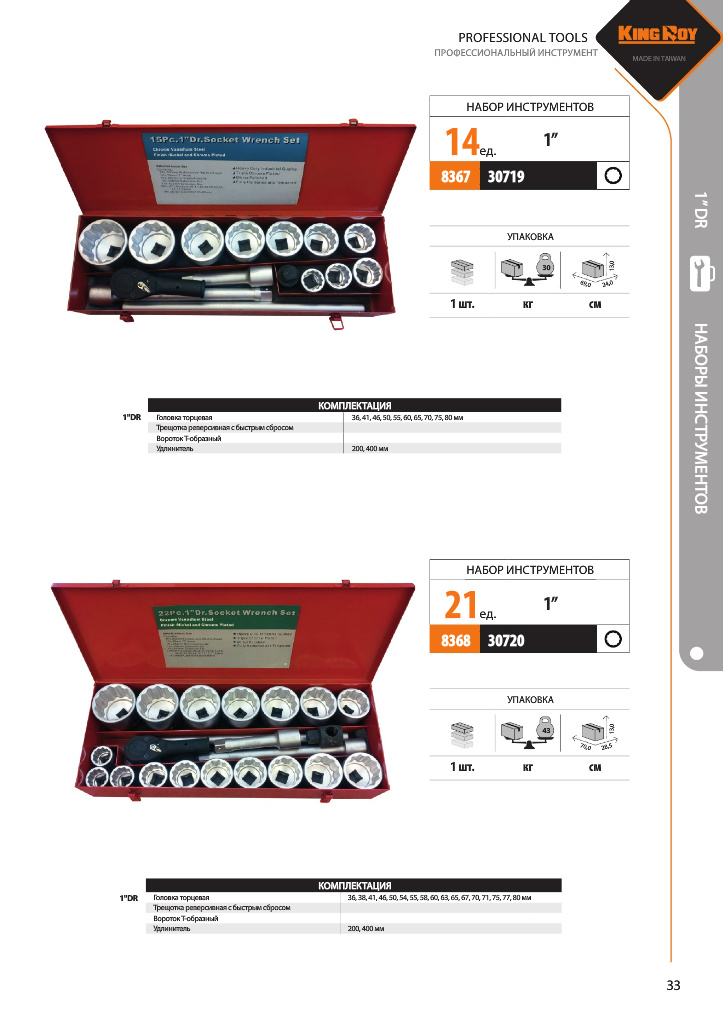 PROFESSIONAL TOOLS
ПРОФЕССИОНАЛЬНЫЙ ИНСТРУМЕНТ
KING ROY
MADE IN TAIWAN
1” DR
НАБОРЫ ИНСТРУМЕНТОВ
15Pc.1"Dr.Socket Wrench Set
Chrome Vanadium Steel
Finish:Nickel and Chrome Plated
НАБОР ИНСТРУМЕНТОВ
14 ед. 1”
8367 30719
УПАКОВКА
30
69,0 24,0 13,0
1 шт. кг см
КОМПЛЕКТАЦИЯ
1"DR Головка торцевая 36, 41, 46, 50, 55, 60, 65, 70, 75, 80 мм
Трещотка реверсивная с быстрым сбросом
Вороток Т-образный
Удлинитель 200, 400 мм
22Pc.1"Dr.Socket Wrench Set
Chrome Vanadium Steel
Finish:Nickel and Chrome Plated
НАБОР ИНСТРУМЕНТОВ
21 ед. 1”
8368 30720
УПАКОВКА
43
70,0 28,5 13,0
1 шт. кг см
КОМПЛЕКТАЦИЯ
1"DR Головка торцевая 36, 38, 41, 46, 50, 54, 55, 58, 60, 63, 65, 67, 70, 71, 75, 77, 80 мм
Трещотка реверсивная с быстрым сбросом
Вороток Т-образный
Удлинитель 200, 400 мм
33